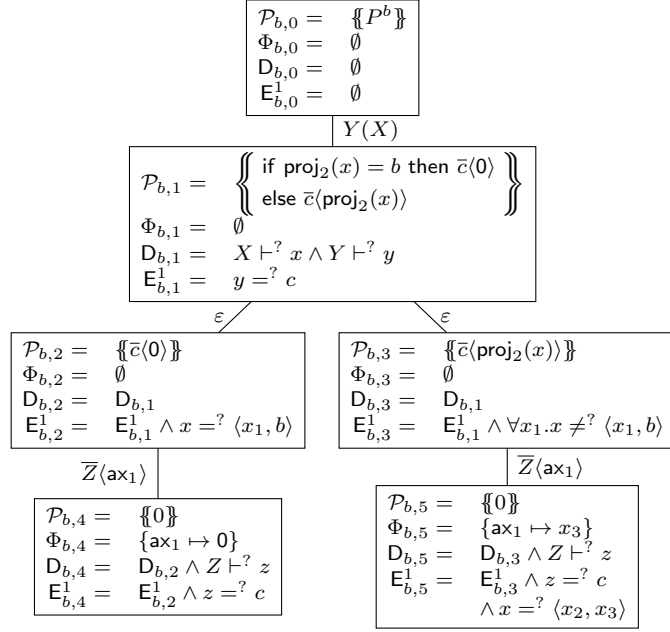 𝒫_{b,0} = {{P^b}}
Φ_{b,0} = ∅
D_{b,0} = ∅
E^1_{b,0} = ∅
Y(X)
𝒫_{b,1} = {{ if proj_2(x) = b then c̅⟨0⟩
else c̅⟨proj_2(x)⟩ }}
Φ_{b,1} = ∅
D_{b,1} = X ⊢^? x ∧ Y ⊢^? y
E^1_{b,1} = y =^? c
ε
ε
𝒫_{b,2} = {{c̅⟨0⟩}}
Φ_{b,2} = ∅
D_{b,2} = D_{b,1}
E^1_{b,2} = E^1_{b,1} ∧ x =^? ⟨x_1, b⟩
𝒫_{b,3} = {{c̅⟨proj_2(x)⟩}}
Φ_{b,3} = ∅
D_{b,3} = D_{b,1}
E^1_{b,3} = E^1_{b,1} ∧ ∀x_1.x ≠^? ⟨x_1, b⟩
Z̅⟨ax_1⟩
Z̅⟨ax_1⟩
𝒫_{b,4} = {{0}}
Φ_{b,4} = {ax_1 ↦ 0}
D_{b,4} = D_{b,2} ∧ Z ⊢^? z
E^1_{b,4} = E^1_{b,2} ∧ z =^? c
𝒫_{b,5} = {{0}}
Φ_{b,5} = {ax_1 ↦ x_3}
D_{b,5} = D_{b,3} ∧ Z ⊢^? z
E^1_{b,5} = E^1_{b,3} ∧ z =^? c
∧ x =^? ⟨x_2, x_3⟩